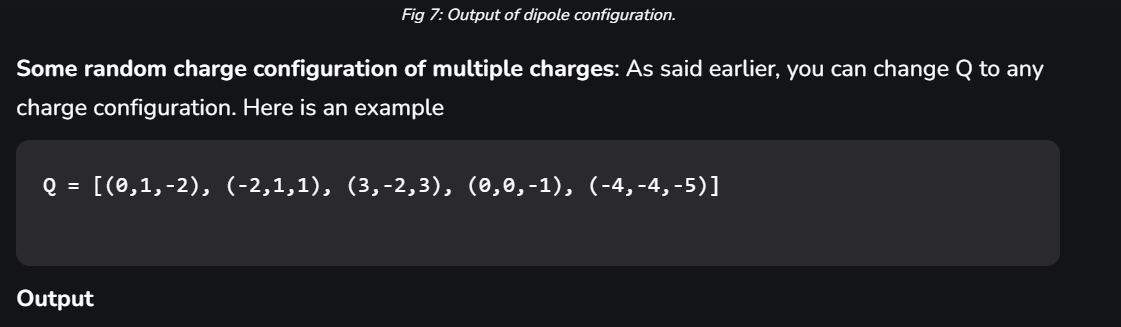 Fig 7: Output of dipole configuration.
Some random charge configuration of multiple charges: As said earlier, you can change Q to any
charge configuration. Here is an example
Q = [(0,1,-2), (-2,1,1), (3,-2,3), (0,0,-1), (-4,-4,-5)]
Output